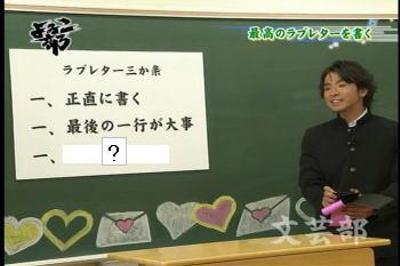 最高のラブレターを書く
ラブレター三か条
一、正直に書く
一、最後の一行が大事
一、 ?
文芸部